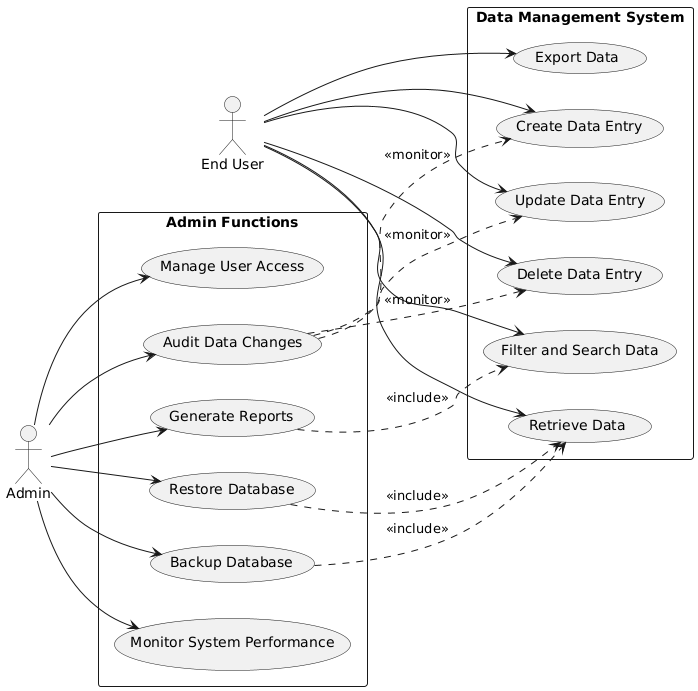 Data Management System
Export Data
Create Data Entry
«monitor»
End User
Update Data Entry
Admin Functions
«monitor»
Manage User Access
Delete Data Entry
«monitor»
Audit Data Changes
Filter and Search Data
«include»
Generate Reports
Retrieve Data
Admin
Restore Database
«include»
«include»
Backup Database
Monitor System Performance